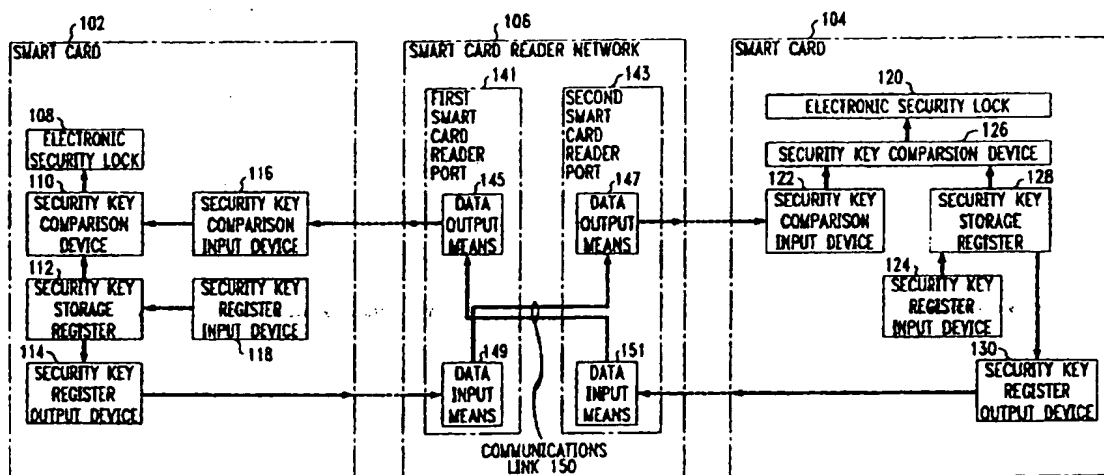 102
SMART CARD
108
ELECTRONIC
SECURITY LOCK
110
SECURITY KEY
COMPARISON
DEVICE
116
SECURITY KEY
COMPARISON
INPUT DEVICE
112
SECURITY KEY
STORAGE
REGISTER
SECURITY KEY
REGISTER
INPUT DEVICE
118
114
SECURITY KEY
REGISTER
OUTPUT DEVICE
106
SMART CARD READER NETWORK
141
FIRST
SMART
CARD
READER
PORT
145
DATA
OUTPUT
MEANS
149
DATA
INPUT
MEANS
143
SECOND
SMART
CARD
READER
PORT
147
DATA
OUTPUT
MEANS
151
DATA
INPUT
MEANS
COMMUNICATIONS
LINK 150
104
SMART CARD
120
ELECTRONIC SECURITY LOCK
126
SECURITY KEY COMPARSION DEVICE
122
SECURITY KEY
COMPARISON
INPUT DEVICE
128
SECURITY KEY
STORAGE
REGISTER
124
SECURITY KEY
REGISTER
INPUT DEVICE
130
SECURITY KEY
REGISTER
OUTPUT DEVICE